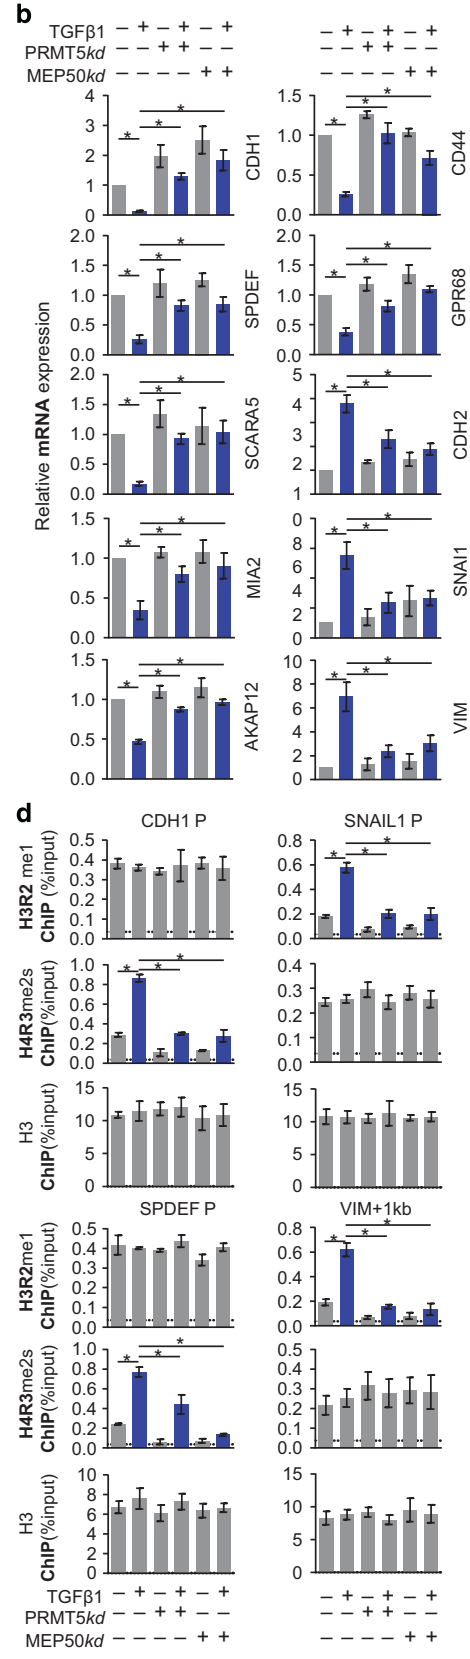 b
TGFβ1 – + – + – + – + – + – +
PRMT5kd – – + + – – – – + + – –
MEP50kd – – – – + + – – – – + +
Relative mRNA expression
4
3
2
1
0
* * *
CDH1
1.5
1.0
0.5
0.0
* * *
CD44
2.0
1.5
1.0
0.5
0.0
* * *
SPDEF
2.0
1.5
1.0
0.5
0.0
* * *
GPR68
2.0
1.5
1.0
0.5
0.0
* * *
SCARA5
5
4
3
2
1
* * *
CDH2
1.5
1.0
0.5
0.0
* * *
MIA2
0
8
6
4
2
0
* * *
SNAI1
1.5
1.0
0.5
0.0
* * *
AKAP12
10
8
6
4
2
0
* * *
VIM
d
CDH1 P
SNAIL1 P
H3R2 me1
ChIP (%input)
0.5
0.4
0.3
0.2
0.1
0.0
0.8
0.6
0.4
0.2
0.0
* * *
H4R3me2s
ChIP(%input)
1.0
0.8
0.6
0.4
0.2
0.0
* * *
0.4
0.3
0.2
0.1
0.0
H3
ChIP(%input)
15
10
5
0
15
10
5
0
SPDEF P
VIM+1kb
H3R2me1
ChIP(%input)
0.5
0.4
0.3
0.2
0.1
0.0
0.8
0.6
0.4
0.2
0.0
* * *
H4R3me2s
ChIP(%input)
1.0
0.8
0.6
0.4
0.2
0.0
* * *
0.5
0.4
0.3
0.2
0.1
0.0
H3
ChIP(%input)
10
8
6
4
2
0
15
10
5
0
TGFβ1 – + – + – + – + – + – +
PRMT5kd – – + + – – – – + + – –
MEP50kd – – – – + + – – – – + +